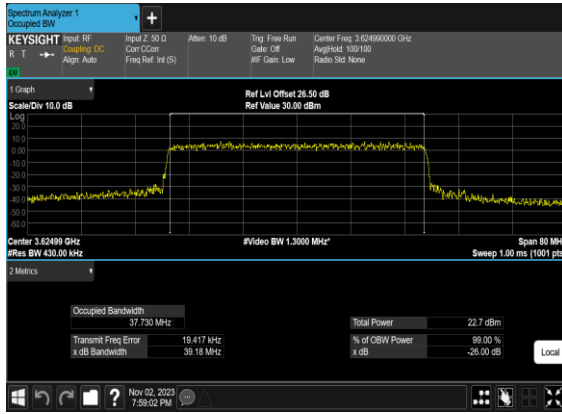 Spectrum Analyzer 1
Occupied BW
+
KEYSIGHT
R T
LXI
Input: RF
Coupling: DC
Align: Auto
Input Z: 50 Ω
Corr CCorr
Freq Ref: Int (S)
Atten: 10 dB
Trig: Free Run
Gate: Off
#IF Gain: Low
Center Freq: 3.624990000 GHz
Avg|Hold: 100/100
Radio Std: None
1 Graph
Scale/Div 10.0 dB
Ref Lvl Offset 26.50 dB
Ref Value 30.00 dBm
Log
20.0
10.0
0.00
-10.0
-20.0
-30.0
-40.0
-50.0
-60.0
Center 3.62499 GHz
#Res BW 430.00 kHz
#Video BW 1.3000 MHz*
Span 80 MH
Sweep 1.00 ms (1001 pts
2 Metrics
Occupied Bandwidth
37.730 MHz
Transmit Freq Error 19.417 kHz
x dB Bandwidth 39.18 MHz
Total Power 22.7 dBm
% of OBW Power 99.00 %
x dB -26.00 dB
Local
?
Nov 02, 2023
7:59:02 PM